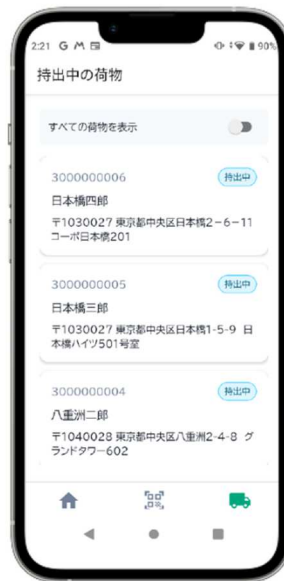 2:21 G M 90%
持出中の荷物
すべての荷物を表示
3000000006 持出中
日本橋四郎
〒1030027 東京都中央区日本橋2-6-11
コーポ日本橋201
3000000005 持出中
日本橋三郎
〒1030027 東京都中央区日本橋1-5-9 日
本橋ハイツ501号室
3000000004 持出中
八重洲二郎
〒1040028 東京都中央区八重洲2-4-8 グ
ランドタワー602